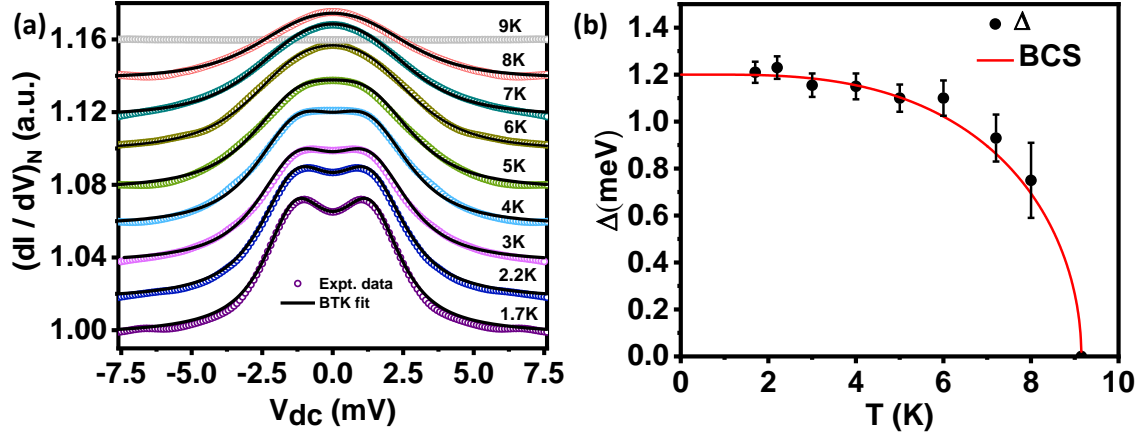 (a)
(dI / dV)N (a.u.)
1.16
1.12
1.08
1.04
1.00
9K
8K
7K
6K
5K
4K
3K
2.2K
1.7K
Expt. data
BTK fit
-7.5 -5.0 -2.5 0.0 2.5 5.0 7.5
Vdc (mV)
(b)
Δ(meV)
1.4
1.2
1.0
0.8
0.6
0.4
0.2
0.0
Δ
BCS
0 2 4 6 8 10
T (K)